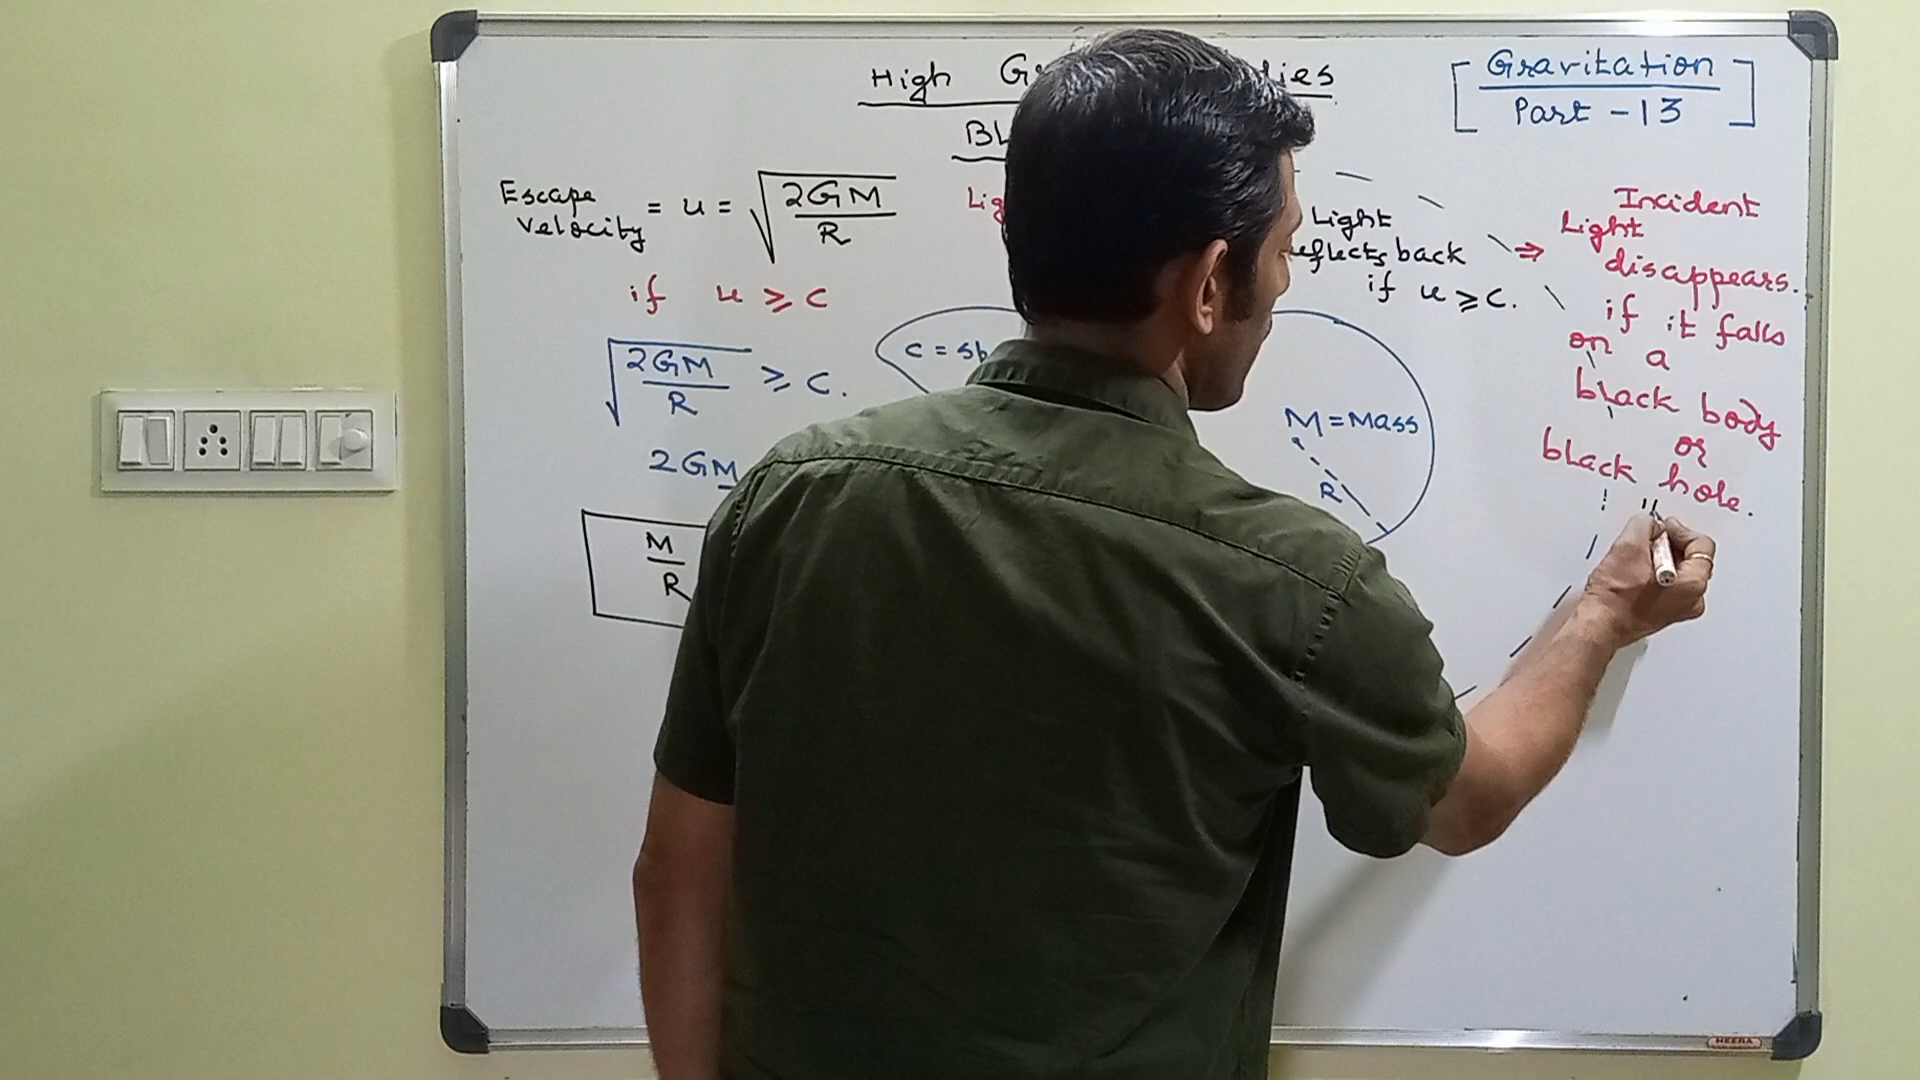 High
[Gravitation
Part - 13]
Escape
Velocity = u = √(2GM/R)
Light
reflects back
if u ≥ c.
⇒ Incident
Light
disappears.
if it falls
on a
black body
or
black hole.
if u ≥ c
√(2GM/R) ≥ c.
c =
M = Mass
R
2GM
M/R
HEERA